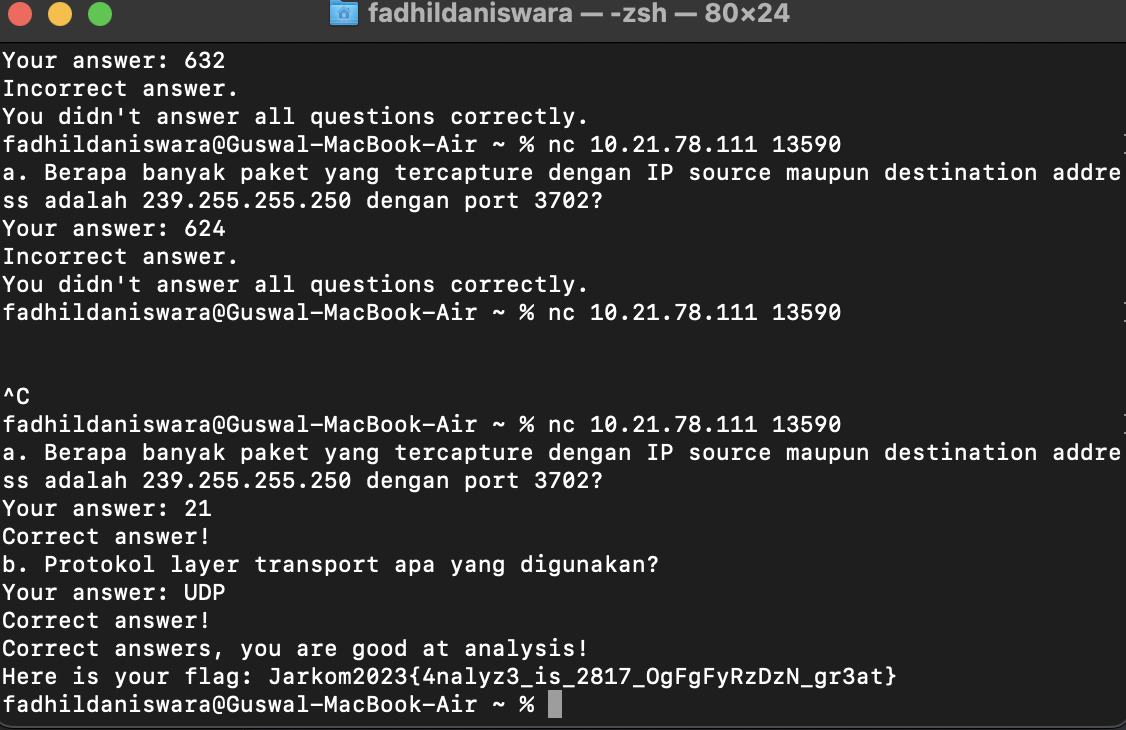 fadhildaniswara — -zsh — 80×24
Your answer: 632
Incorrect answer.
You didn't answer all questions correctly.
fadhildaniswara@Guswal-MacBook-Air ~ % nc 10.21.78.111 13590
a. Berapa banyak paket yang tercapture dengan IP source maupun destination addre
ss adalah 239.255.255.250 dengan port 3702?
Your answer: 624
Incorrect answer.
You didn't answer all questions correctly.
fadhildaniswara@Guswal-MacBook-Air ~ % nc 10.21.78.111 13590
^C
fadhildaniswara@Guswal-MacBook-Air ~ % nc 10.21.78.111 13590
a. Berapa banyak paket yang tercapture dengan IP source maupun destination addre
ss adalah 239.255.255.250 dengan port 3702?
Your answer: 21
Correct answer!
b. Protokol layer transport apa yang digunakan?
Your answer: UDP
Correct answer!
Correct answers, you are good at analysis!
Here is your flag: Jarkom2023{4nalyz3_is_2817_OgFgFyRzDzN_gr3at}
fadhildaniswara@Guswal-MacBook-Air ~ %